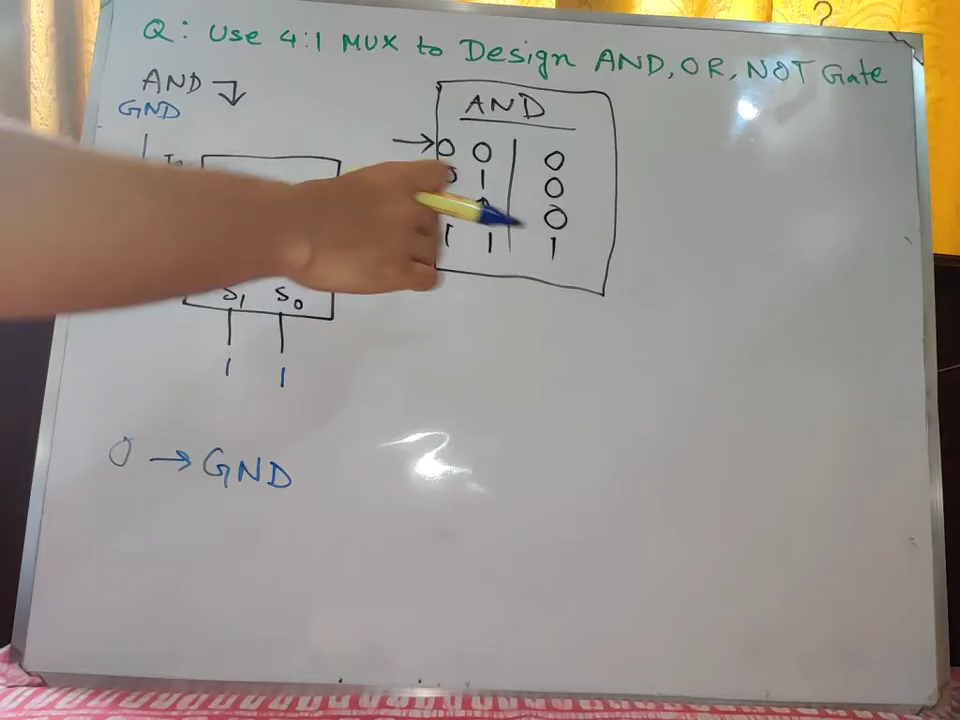 Q: Use 4:1 MUX to Design AND, OR, NOT Gate
AND
GND
AND
0 0 0
1 0
0
1 1 1
S1 S0
1 1
0 → GND